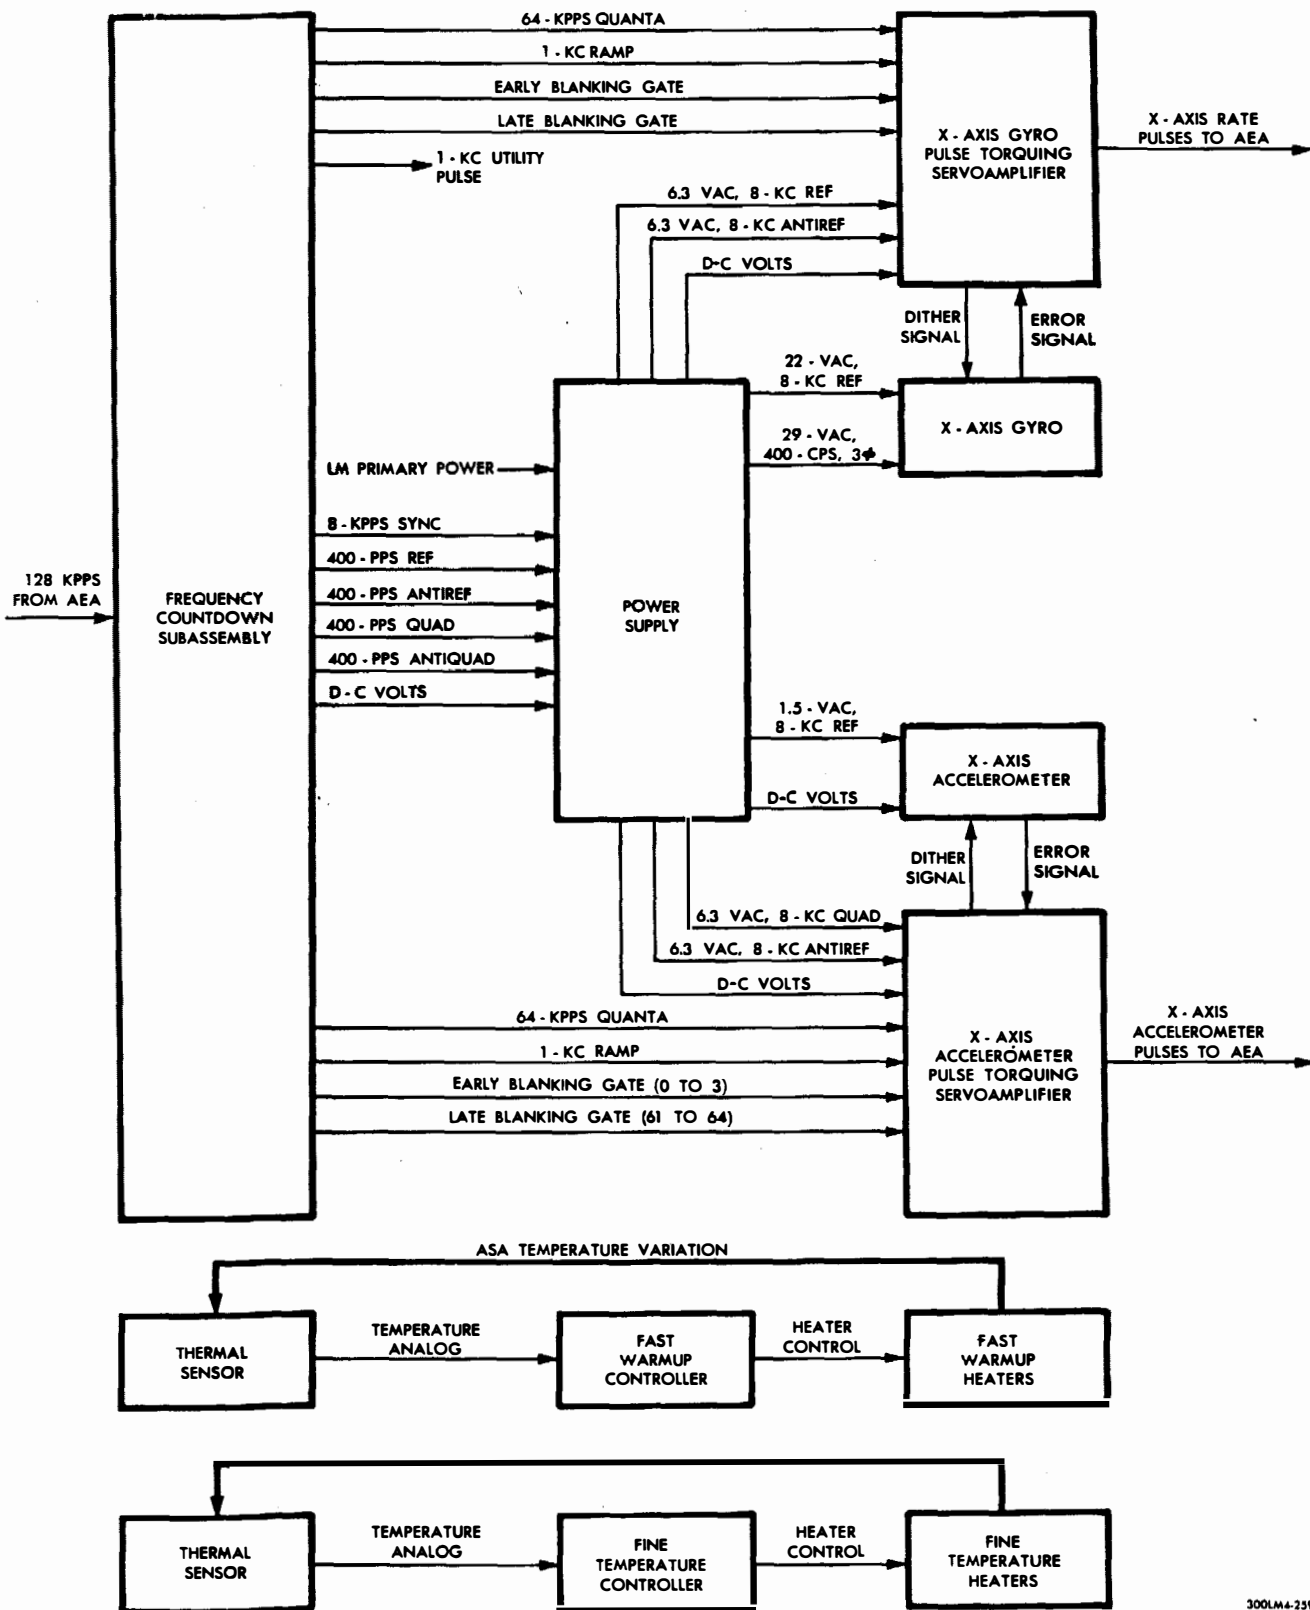 64 - KPPS QUANTA
1 - KC RAMP
EARLY BLANKING GATE
LATE BLANKING GATE
1 - KC UTILITY
PULSE
X - AXIS GYRO
PULSE TORQUING
SERVOAMPLIFIER
X - AXIS RATE
PULSES TO AEA
6.3 VAC, 8 - KC REF
6.3 VAC, 8 - KC ANTIREF
D-C VOLTS
DITHER
SIGNAL
ERROR
SIGNAL
22 - VAC,
8 - KC REF
29 - VAC,
400 - CPS, 3ϕ
X - AXIS GYRO
LM PRIMARY POWER
8 - KPPS SYNC
400 - PPS REF
400 - PPS ANTIREF
400 - PPS QUAD
400 - PPS ANTIQUAD
D - C VOLTS
128 KPPS
FROM AEA
FREQUENCY
COUNTDOWN
SUBASSEMBLY
POWER
SUPPLY
1.5 - VAC,
8 - KC REF
D-C VOLTS
X - AXIS
ACCELEROMETER
DITHER
SIGNAL
ERROR
SIGNAL
6.3 VAC, 8 - KC QUAD
6.3 VAC, 8 - KC ANTIREF
D-C VOLTS
64 - KPPS QUANTA
1 - KC RAMP
EARLY BLANKING GATE (0 TO 3)
LATE BLANKING GATE (61 TO 64)
X - AXIS
ACCELEROMETER
PULSE TORQUING
SERVOAMPLIFIER
X - AXIS
ACCELEROMETER
PULSES TO AEA
ASA TEMPERATURE VARIATION
THERMAL
SENSOR
TEMPERATURE
ANALOG
FAST
WARMUP
CONTROLLER
HEATER
CONTROL
FAST
WARMUP
HEATERS
THERMAL
SENSOR
TEMPERATURE
ANALOG
FINE
TEMPERATURE
CONTROLLER
HEATER
CONTROL
FINE
TEMPERATURE
HEATERS